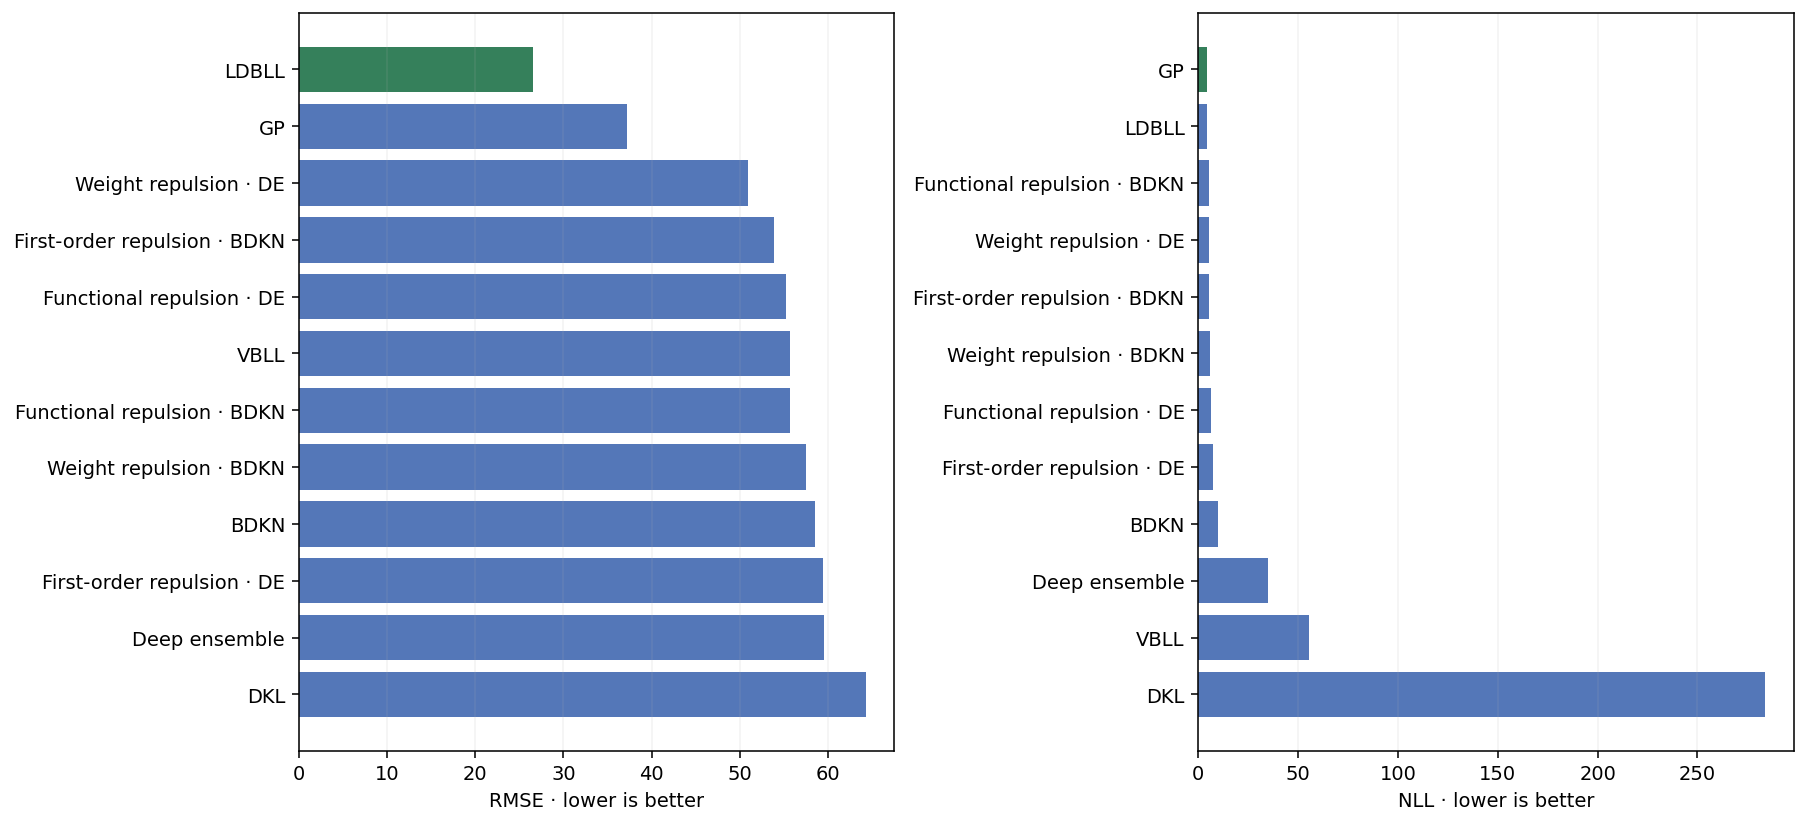 LDBLL
GP
Weight repulsion · DE
First-order repulsion · BDKN
Functional repulsion · DE
VBLL
Functional repulsion · BDKN
Weight repulsion · BDKN
BDKN
First-order repulsion · DE
Deep ensemble
DKL
0 10 20 30 40 50 60
RMSE · lower is better
GP
LDBLL
Functional repulsion · BDKN
Weight repulsion · DE
First-order repulsion · BDKN
Weight repulsion · BDKN
Functional repulsion · DE
First-order repulsion · DE
BDKN
Deep ensemble
VBLL
DKL
0 50 100 150 200 250
NLL · lower is better